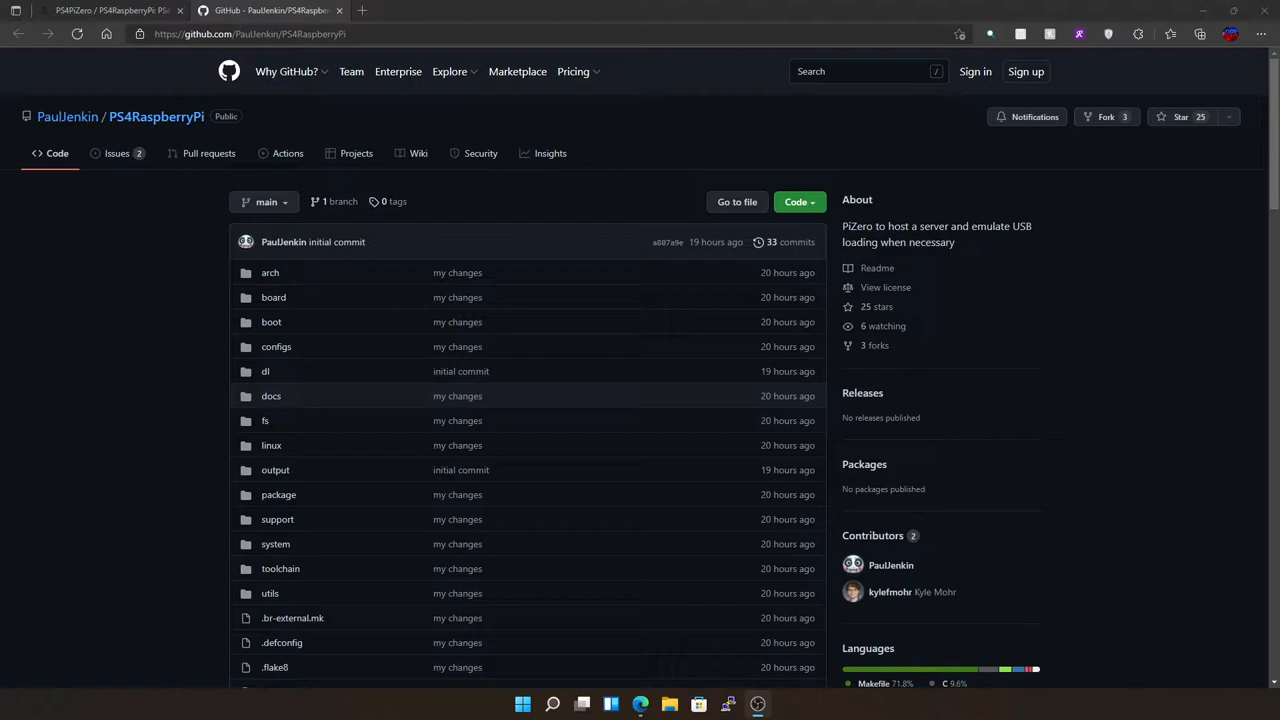 PS4PiZero / PS4RaspberryPi: PS4
GitHub - PaulJenkin/PS4Raspber
https://github.com/PaulJenkin/PS4RaspberryPi
Why GitHub? Team Enterprise Explore Marketplace Pricing
Search /
Sign in Sign up
PaulJenkin / PS4RaspberryPi Public
Notifications Fork 3 Star 25
Code Issues 2 Pull requests Actions Projects Wiki Security Insights
main 1 branch 0 tags Go to file Code
PaulJenkin initial commit a807a9e 19 hours ago 33 commits
arch my changes 20 hours ago
board my changes 20 hours ago
boot my changes 20 hours ago
configs my changes 20 hours ago
dl initial commit 19 hours ago
docs my changes 20 hours ago
fs my changes 20 hours ago
linux my changes 20 hours ago
output initial commit 19 hours ago
package my changes 20 hours ago
support my changes 20 hours ago
system my changes 20 hours ago
toolchain my changes 20 hours ago
utils my changes 20 hours ago
.br-external.mk my changes 20 hours ago
.defconfig my changes 20 hours ago
.flake8 my changes 20 hours ago
About
PiZero to host a server and emulate USB
loading when necessary
Readme
View license
25 stars
6 watching
3 forks
Releases
No releases published
Packages
No packages published
Contributors 2
PaulJenkin
kylefmohr Kyle Mohr
Languages
Makefile 71.8% C 9.6%